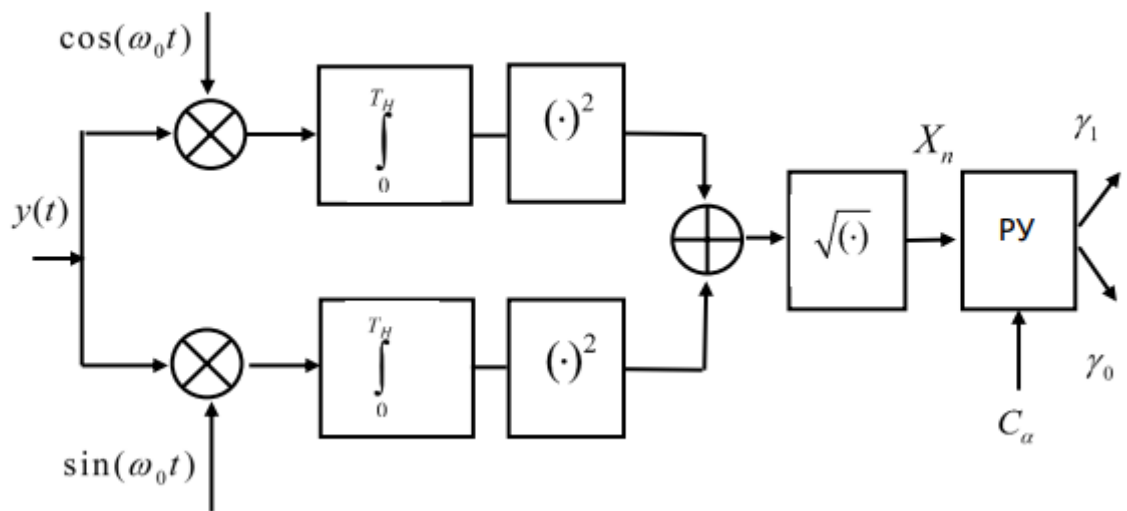 cos(ω₀t)
T_H
∫
0
(·)²
y(t)
X_n
γ₁
√(·)
РУ
T_H
∫
0
(·)²
γ₀
C_α
sin(ω₀t)